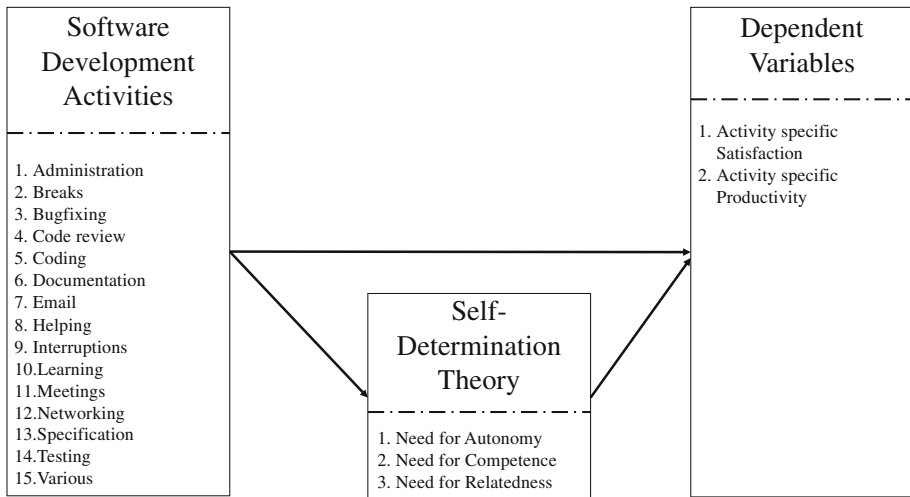 Software
Development
Activities
1. Administration
2. Breaks
3. Bugfixing
4. Code review
5. Coding
6. Documentation
7. Email
8. Helping
9. Interruptions
10.Learning
11.Meetings
12.Networking
13.Specification
14.Testing
15.Various
Self-
Determination
Theory
1. Need for Autonomy
2. Need for Competence
3. Need for Relatedness
Dependent
Variables
1. Activity specific
Satisfaction
2. Activity specific
Productivity